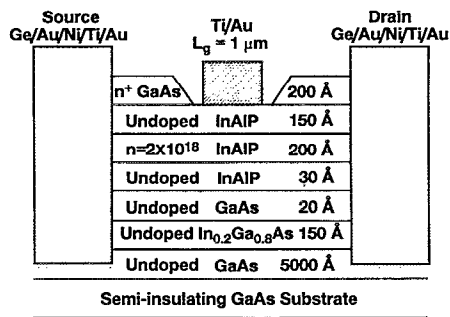 Source
Ge/Au/Ni/Ti/Au
Ti/Au
Lg = 1 μm
Drain
Ge/Au/Ni/Ti/Au
n+ GaAs 200 Å
Undoped InAlP 150 Å
n=2X10^18 InAlP 200 Å
Undoped InAlP 30 Å
Undoped GaAs 20 Å
Undoped In0.2Ga0.8As 150 Å
Undoped GaAs 5000 Å
Semi-insulating GaAs Substrate